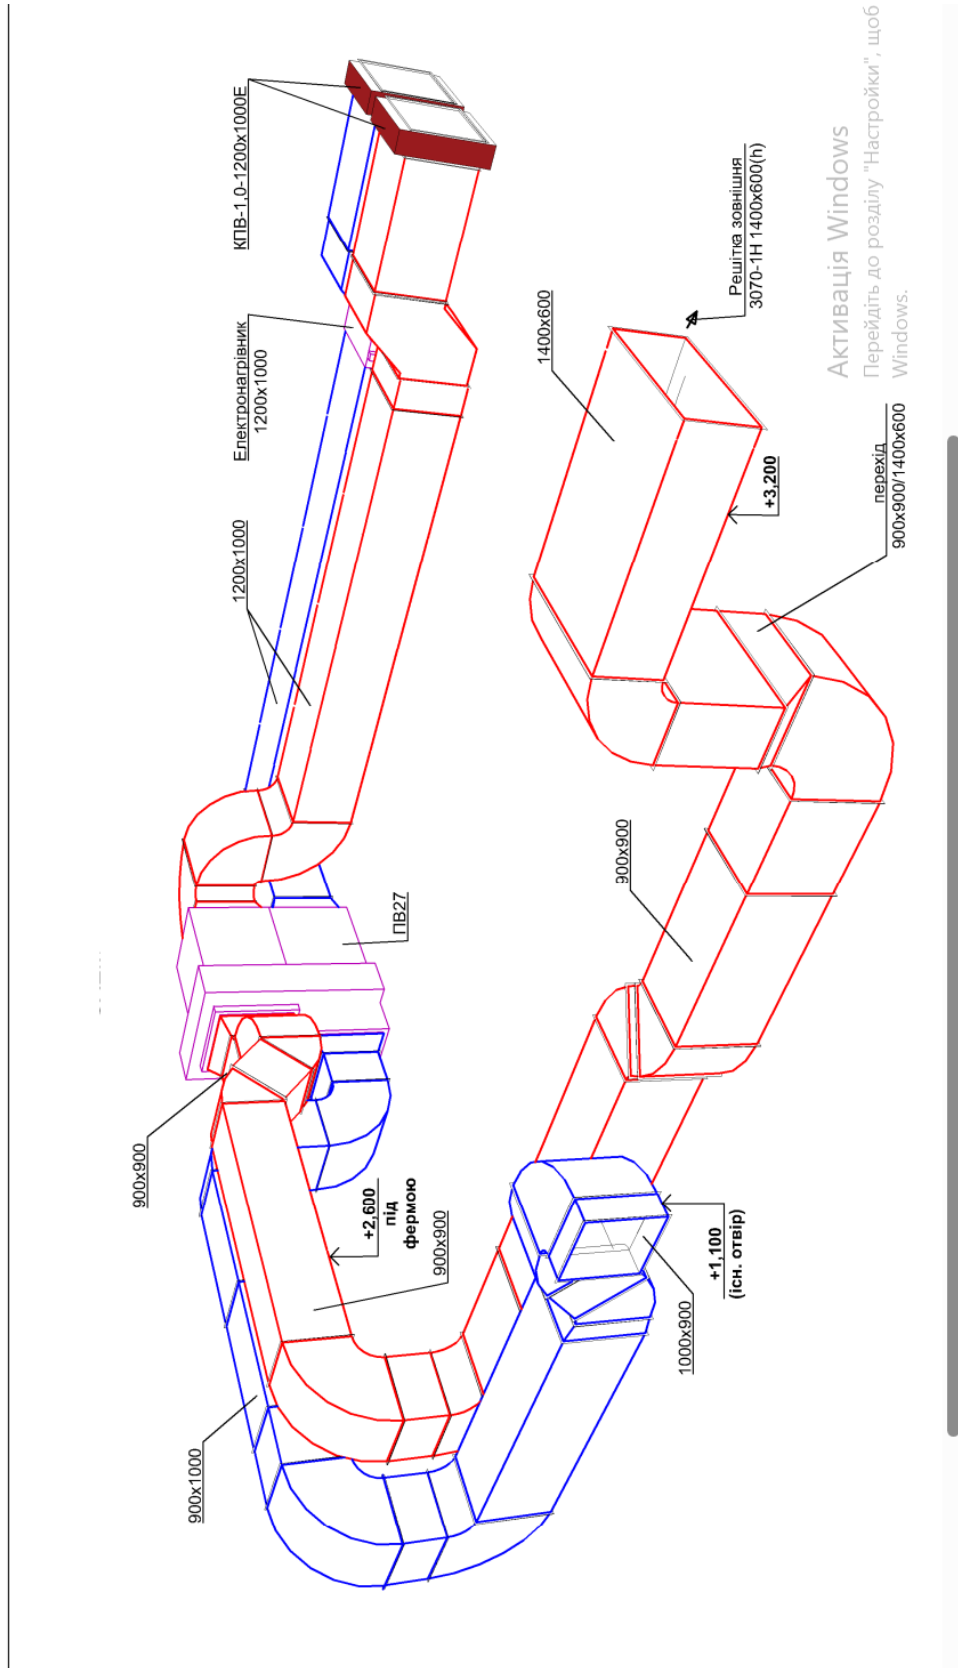 КПВ-1,0-1200х1000Е
Електронагрівник
1200х1000
1200х1000
ПВ27
900х900
+2,600
під
фермою
900х900
900х1000
Решітка зовнішня
3070-1Н 1400х600(h)
1400х600
+3,200
перехід
900х900/1400х600
900х900
+1,100
(існ. отвір)
1000х900
Активація Windows
Перейдіть до розділу "Настройки", щоб
Windows.